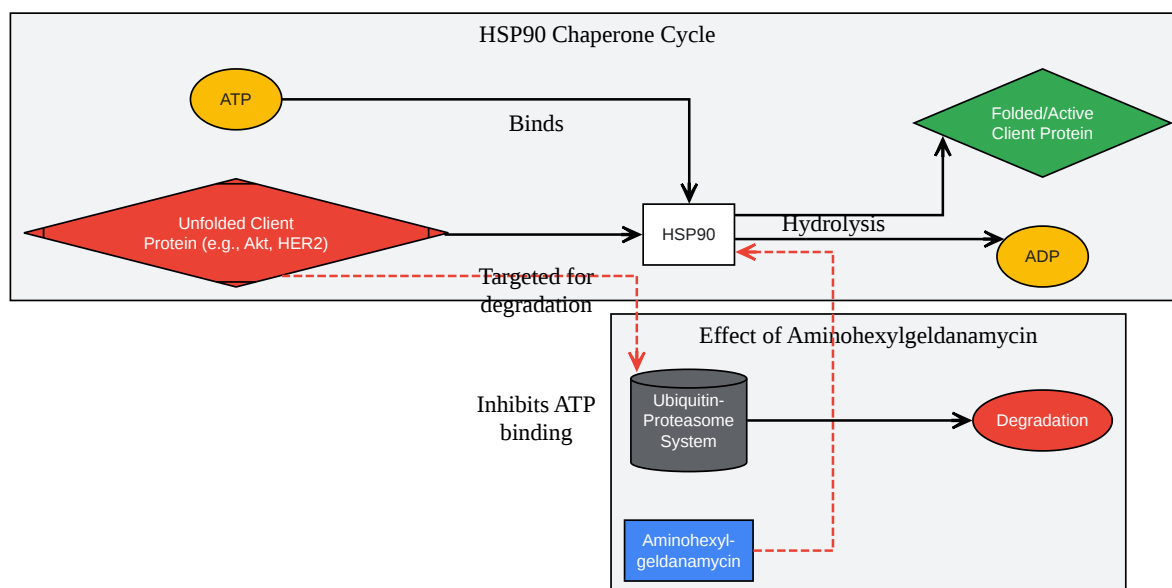 HSP90 Chaperone Cycle
ATP
Binds
Folded/Active
Client Protein
Unfolded Client
Protein (e.g., Akt, HER2)
HSP90
Hydrolysis
ADP
Targeted for
degradation
Effect of Aminohexylgeldanamycin
Inhibits ATP
binding
Ubiquitin-
Proteasome
System
Degradation
Aminohexyl-
geldanamycin